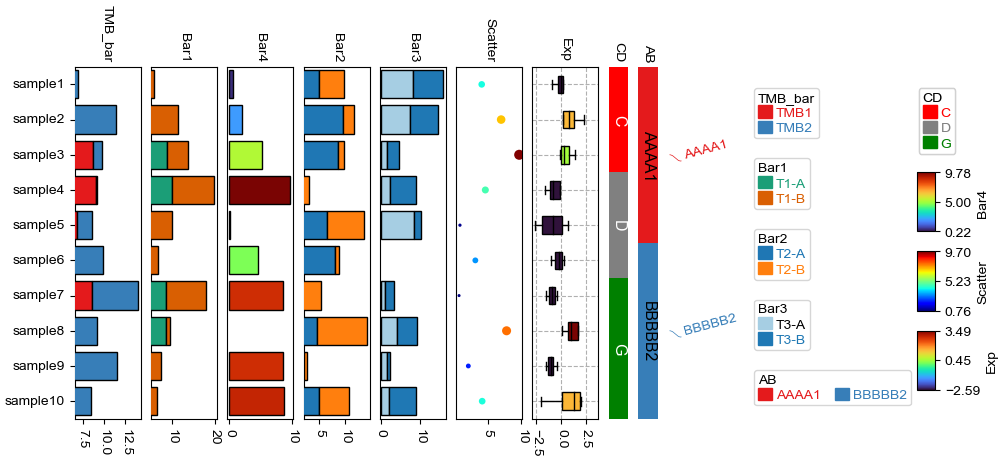 TMB_bar Bar1 Bar4 Bar2 Bar3 Scatter Exp CD AB
sample1
sample2
sample3
sample4
sample5
sample6
sample7
sample8
sample9
sample10
7.5 10.0 12.5 10 20 0 10 5 10 0 10 5 10 −2.5 0.0 2.5
C
D
G
AAAA1
BBBBB2
AAAA1
BBBBB2
TMB_bar
TMB1
TMB2
Bar1
T1-A
T1-B
Bar2
T2-A
T2-B
Bar3
T3-A
T3-B
AB
AAAA1 BBBBB2
CD
C
D
G
9.78
5.00
0.22
Bar4
9.70
5.23
0.76
Scatter
3.49
0.45
−2.59
Exp